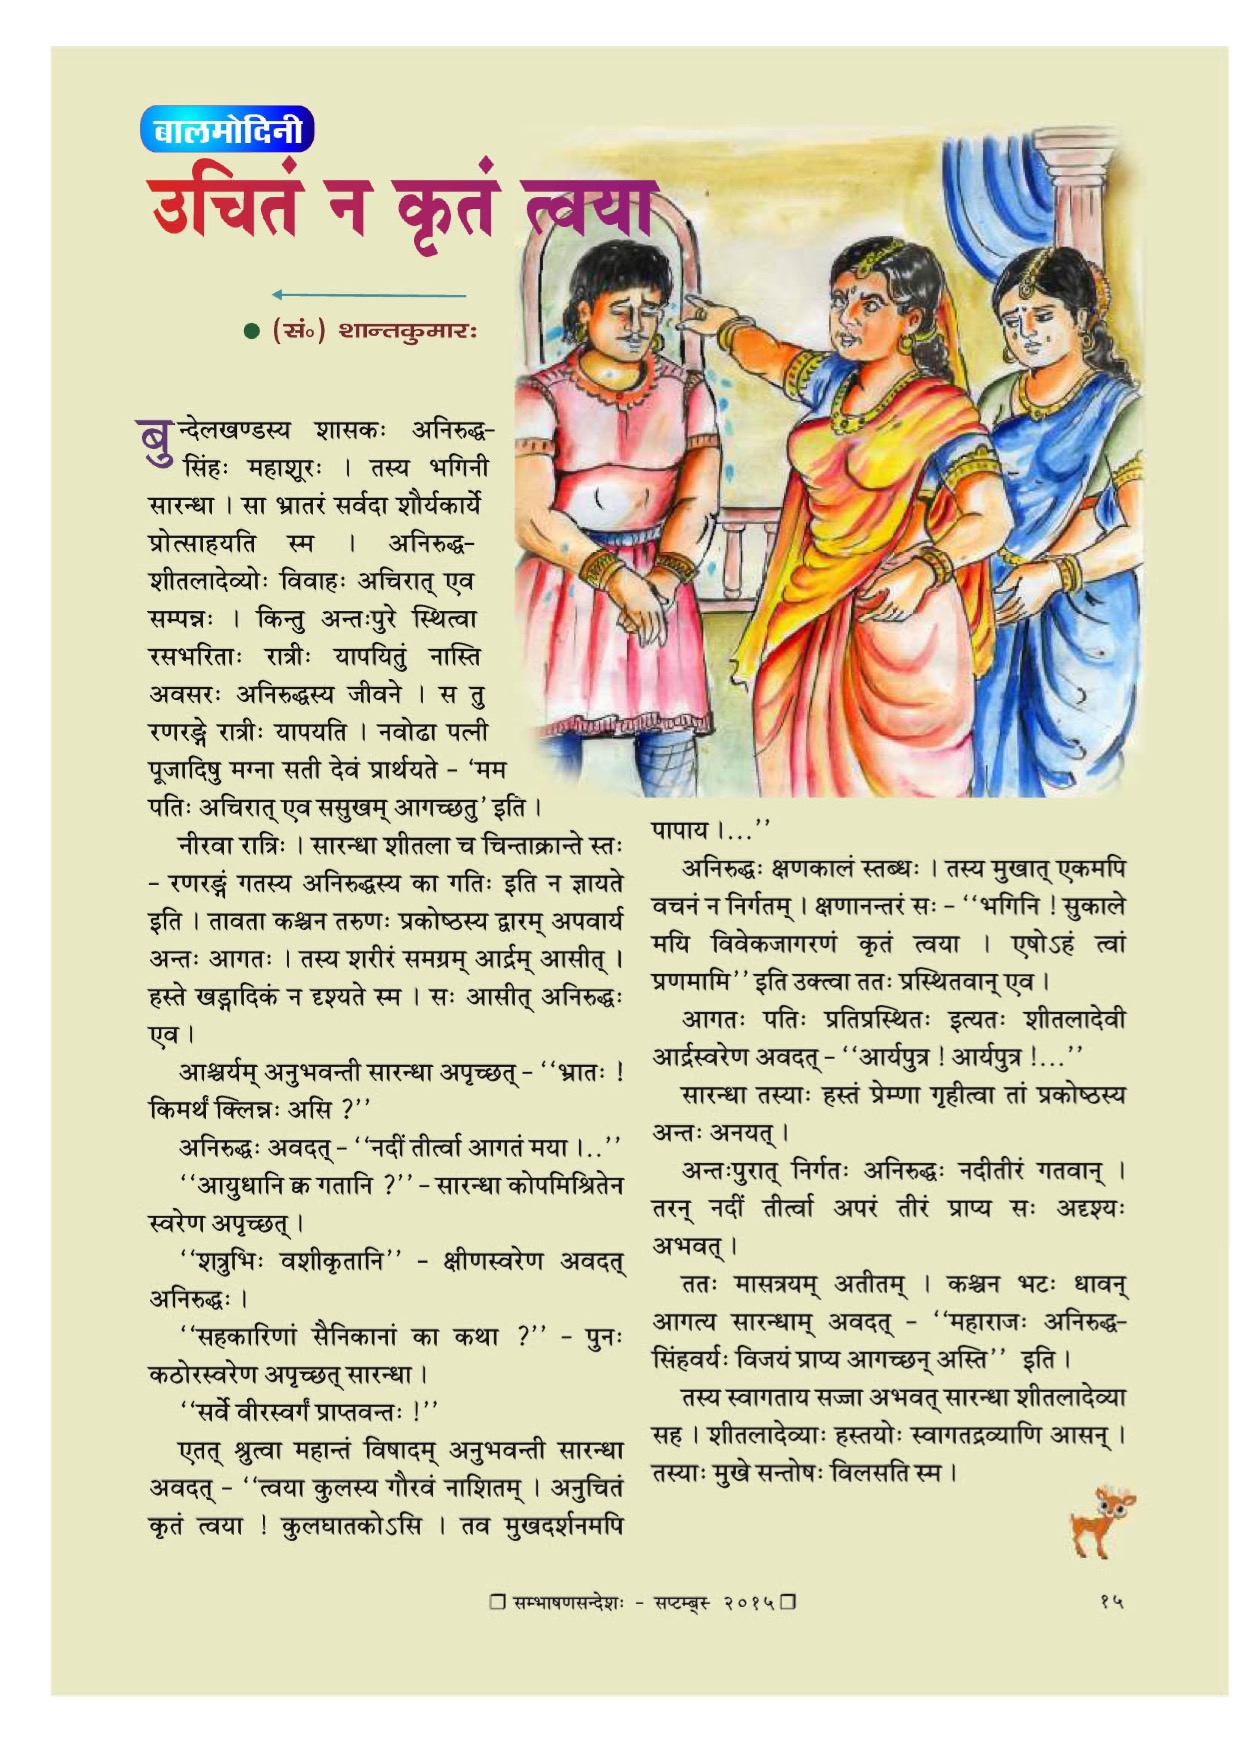 बालमोदिनी
उचितं न कृतं त्वया
● (सं०) शान्तकुमारः
बुन्देलखण्डस्य शासकः अनिरुद्ध-
सिंहः महाशूरः । तस्य भगिनी
सारन्धा । सा भ्रातरं सर्वदा शौर्यकार्ये
प्रोत्साहयति स्म । अनिरुद्ध-
शीतलादेव्योः विवाहः अचिरात् एव
सम्पन्नः । किन्तु अन्तःपुरे स्थित्वा
रसभरिताः रात्रीः यापयितुं नास्ति
अवसरः अनिरुद्धस्य जीवने । स तु
रणरङ्गे रात्रीः यापयति । नवोढा पत्नी
पूजादिषु मग्ना सती देवं प्रार्थयते - ‘मम
पतिः अचिरात् एव ससुखम् आगच्छतु’ इति ।
नीरवा रात्रिः । सारन्धा शीतला च चिन्ताक्रान्ते स्तः
- रणरङ्गं गतस्य अनिरुद्धस्य का गतिः इति न ज्ञायते
इति । तावता कश्चन तरुणः प्रकोष्ठस्य द्वारम् अपवार्य
अन्तः आगतः । तस्य शरीरं समग्रम् आर्द्रम् आसीत् ।
हस्ते खड्गादिकं न दृश्यते स्म । सः आसीत् अनिरुद्धः
एव ।
आश्चर्यम् अनुभवन्ती सारन्धा अपृच्छत् - ‘‘भ्रातः !
किमर्थं क्लिन्नः असि ?’’
अनिरुद्धः अवदत् - ‘‘नदीं तीर्त्वा आगतं मया ।..’’
‘‘आयुधानि क्व गतानि ?’’ - सारन्धा कोपमिश्रितेन
स्वरेण अपृच्छत् ।
‘‘शत्रुभिः वशीकृतानि’’ - क्षीणस्वरेण अवदत्
अनिरुद्धः ।
‘‘सहकारिणां सैनिकानां का कथा ?’’ - पुनः
कठोरस्वरेण अपृच्छत् सारन्धा ।
‘‘सर्वे वीरस्वर्गं प्राप्तवन्तः !’’
एतत् श्रुत्वा महान्तं विषादम् अनुभवन्ती सारन्धा
अवदत् - ‘‘त्वया कुलस्य गौरवं नाशितम् । अनुचितं
कृतं त्वया ! कुलघातकोऽसि । तव मुखदर्शनमपि
पापाय ।...’’
अनिरुद्धः क्षणकालं स्तब्धः । तस्य मुखात् एकमपि
वचनं न निर्गतम् । क्षणानन्तरं सः - ‘‘भगिनि ! सुकाले
मयि विवेकजागरणं कृतं त्वया । एषोऽहं त्वां
प्रणमामि’’ इति उक्त्वा ततः प्रस्थितवान् एव ।
आगतः पतिः प्रतिप्रस्थितः इत्यतः शीतलादेवी
आर्द्रस्वरेण अवदत् - ‘‘आर्यपुत्र ! आर्यपुत्र !...’’
सारन्धा तस्याः हस्तं प्रेम्णा गृहीत्वा तां प्रकोष्ठस्य
अन्तः अनयत् ।
अन्तःपुरात् निर्गतः अनिरुद्धः नदीतीरं गतवान् ।
तरन् नदीं तीर्त्वा अपरं तीरं प्राप्य सः अदृश्यः
अभवत् ।
ततः मासत्रयम् अतीतम् । कश्चन भटः धावन्
आगत्य सारन्धाम् अवदत् - ‘‘महाराजः अनिरुद्ध-
सिंहवर्यः विजयं प्राप्य आगच्छन् अस्ति’’ इति ।
तस्य स्वागताय सज्जा अभवत् सारन्धा शीतलादेव्या
सह । शीतलादेव्याः हस्तयोः स्वागतद्रव्याणि आसन् ।
तस्याः मुखे सन्तोषः विलसति स्म ।
❐ सम्भाषणसन्देशः - सप्टम्बर् २०१५ ❐ १५